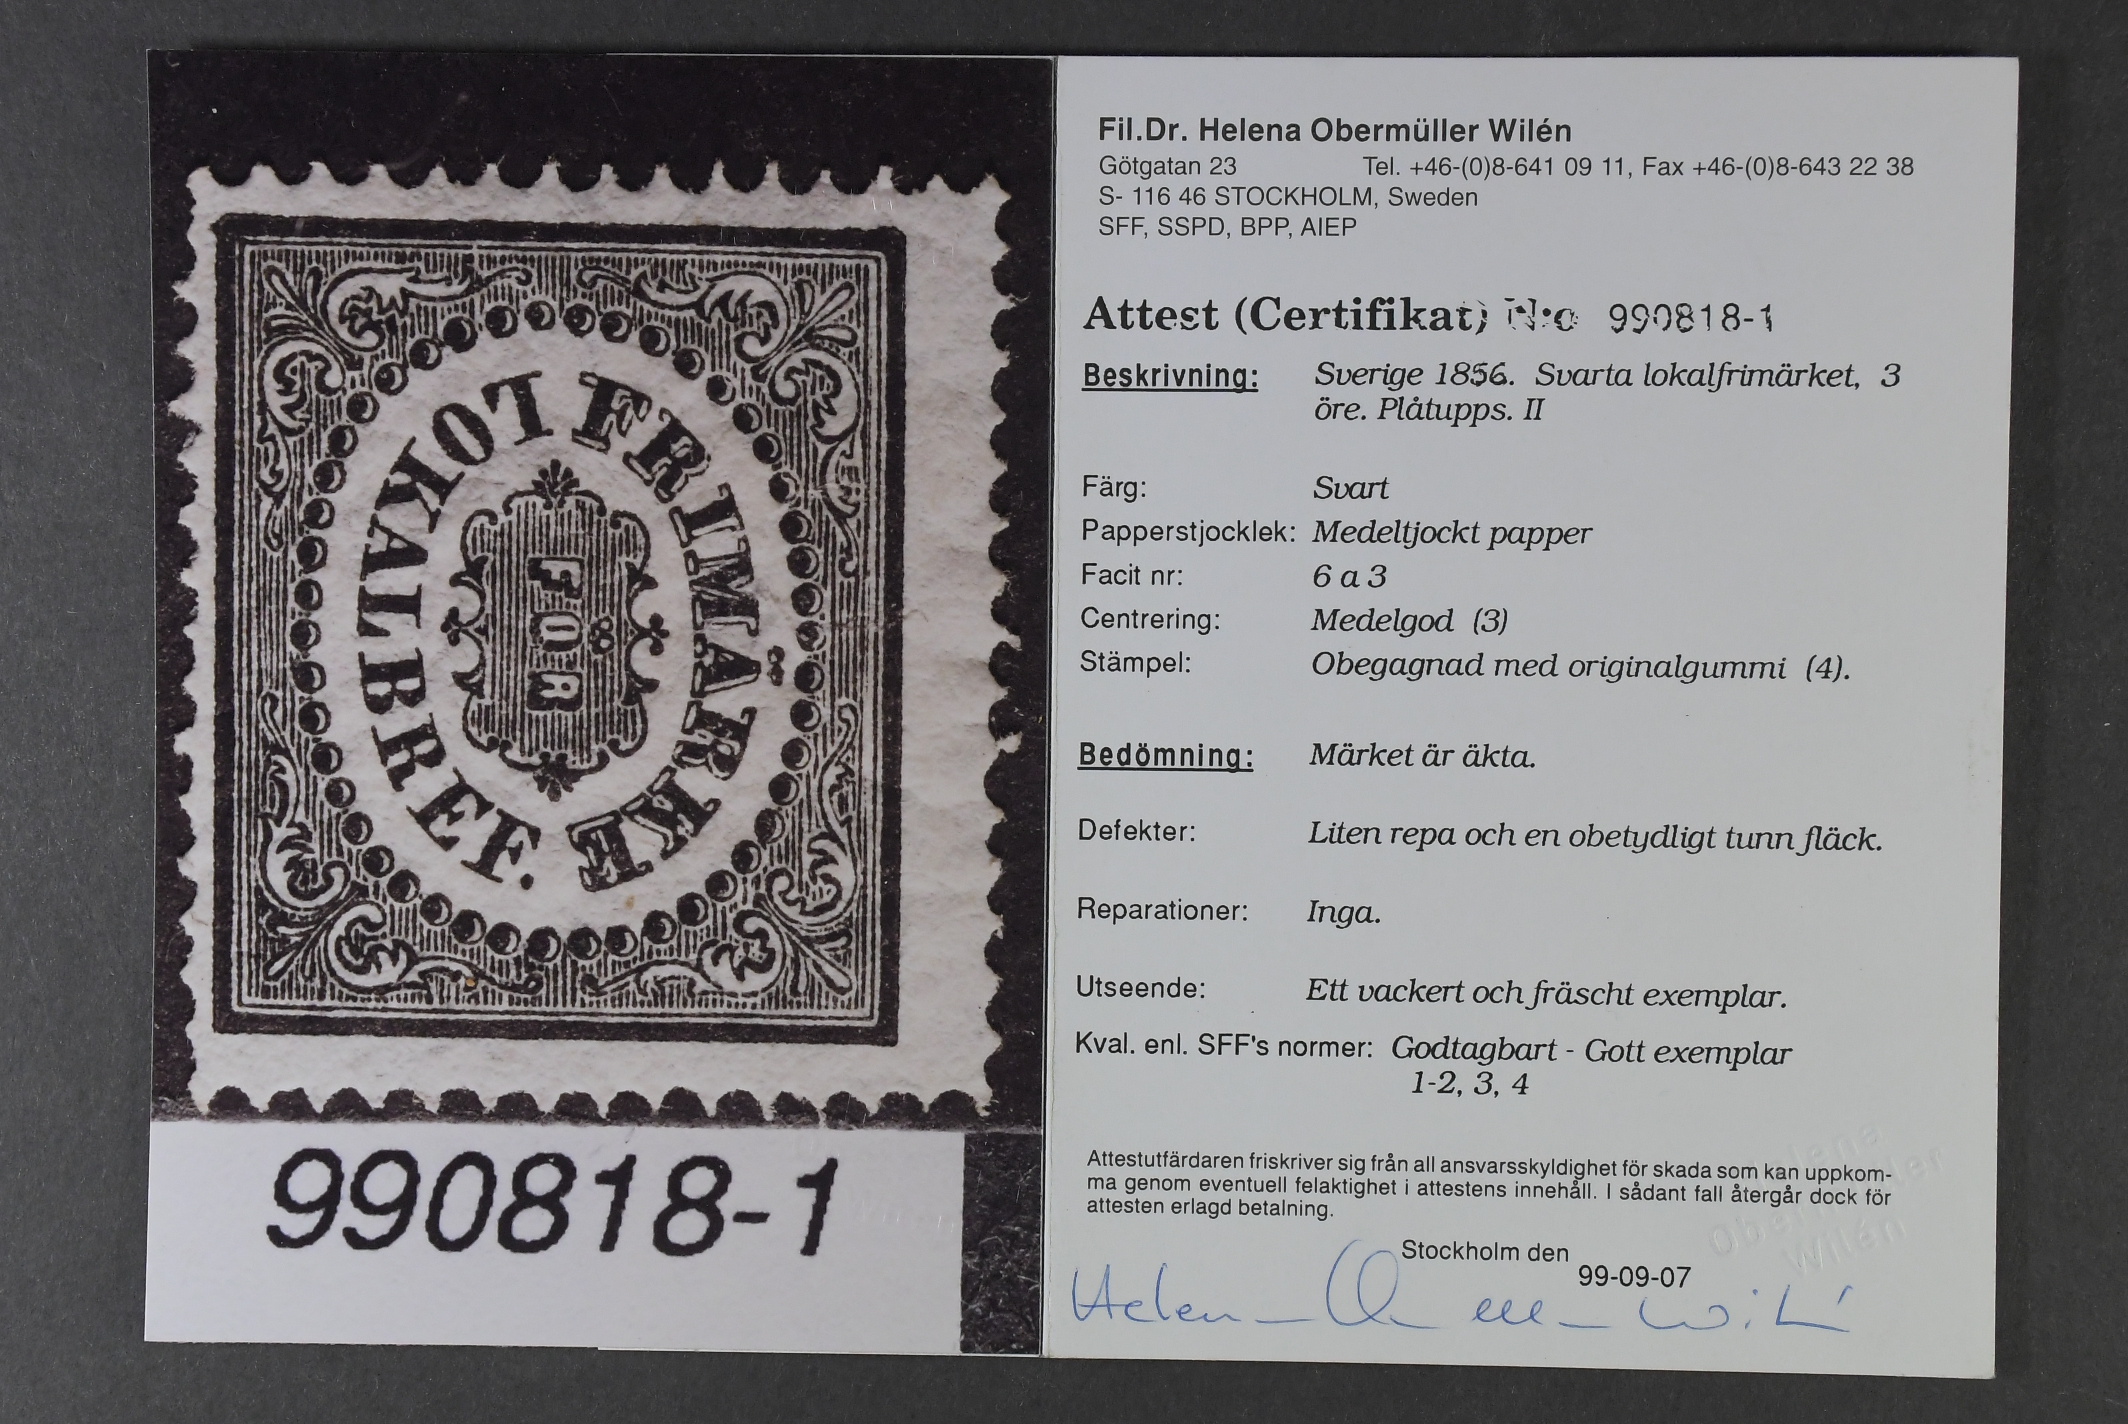 FRIMÄRKE
FÖR
LOKALBREF.
990818-1
Fil.Dr. Helena Obermüller Wilén
Götgatan 23 Tel. +46-(0)8-641 09 11, Fax +46-(0)8-643 22 38
S- 116 46 STOCKHOLM, Sweden
SFF, SSPD, BPP, AIEP
Attest (Certifikat) N:o 990818-1
Beskrivning: Sverige 1856. Svarta lokalfrimärket, 3
öre. Plåtupps. II
Färg: Svart
Papperstjocklek: Medeltjockt papper
Facit nr: 6 a 3
Centrering: Medelgod (3)
Stämpel: Obegagnad med originalgummi (4).
Bedömning: Märket är äkta.
Defekter: Liten repa och en obetydligt tunn fläck.
Reparationer: Inga.
Utseende: Ett vackert och fräscht exemplar.
Kval. enl. SFF's normer: Godtagbart - Gott exemplar
1-2, 3, 4
Attestutfärdaren friskriver sig från all ansvarsskyldighet för skada som kan uppkom-
ma genom eventuell felaktighet i attestens innehåll. I sådant fall återgår dock för
attesten erlagd betalning.
Helena
Obermüller
Wilén
Stockholm den
99-09-07